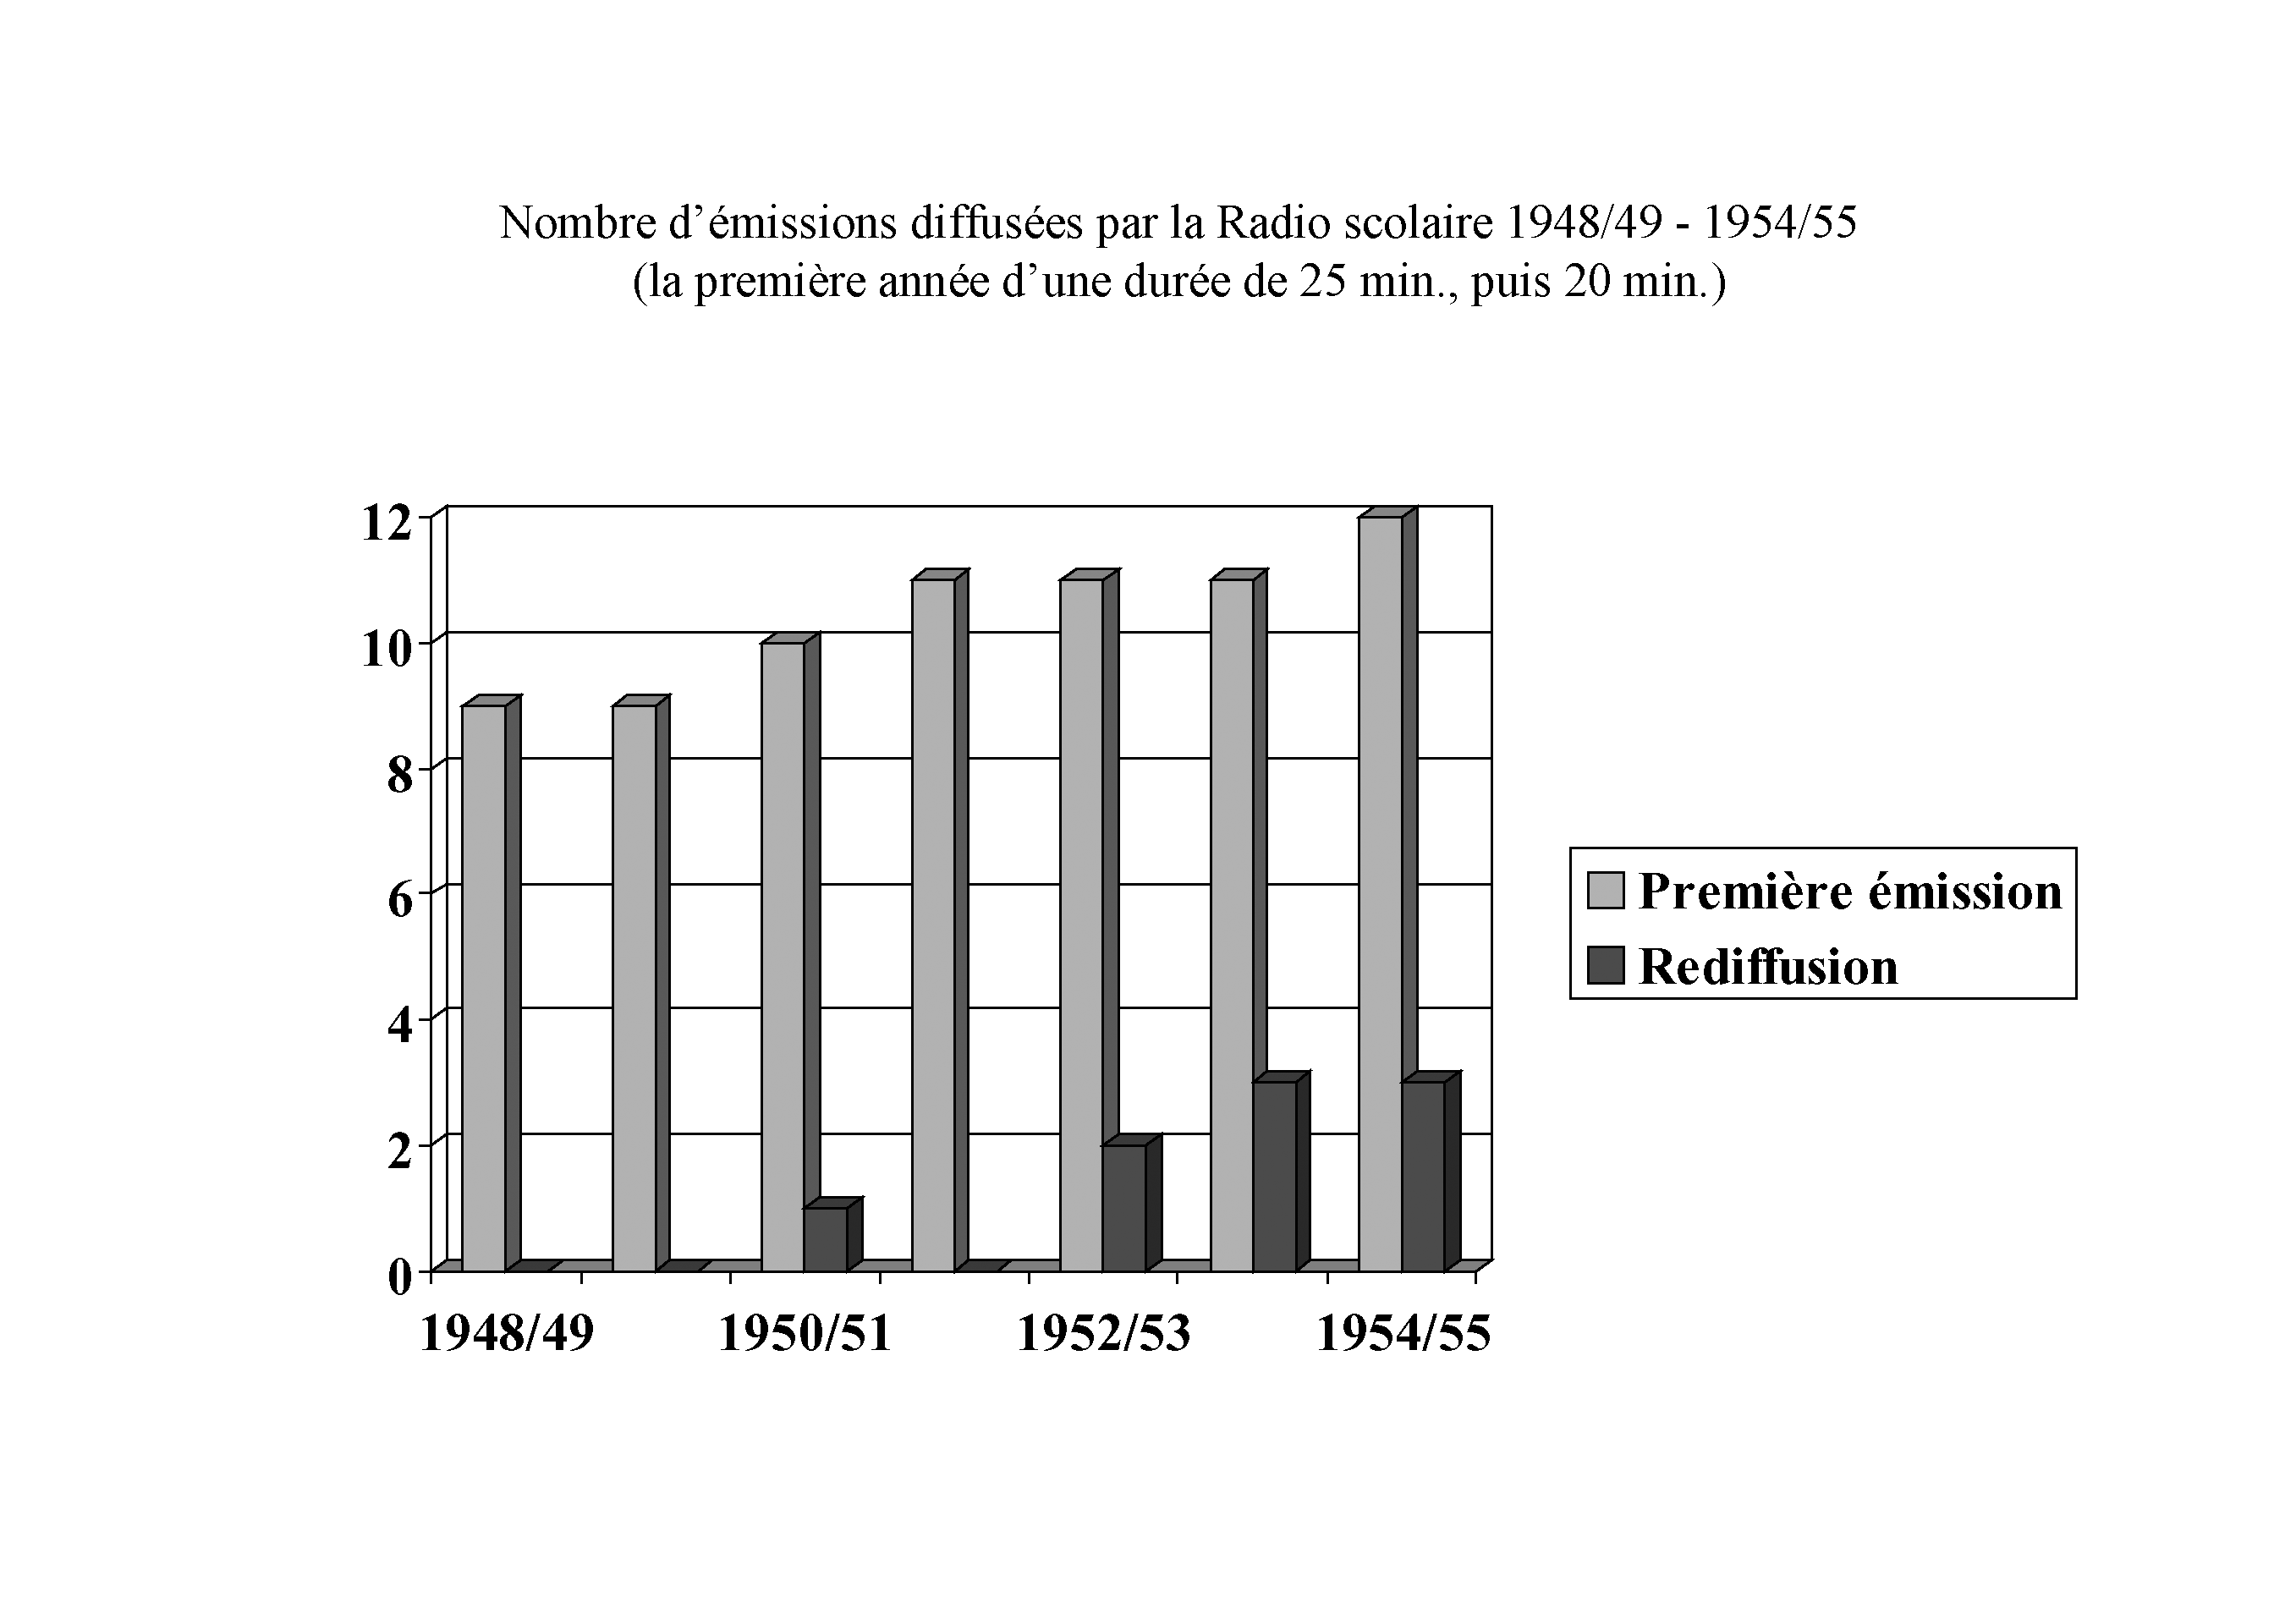 Nombre d’émissions diffusées par la Radio scolaire 1948/49 - 1954/55
(la première année d’une durée de 25 min., puis 20 min.)
12
10
8
6
4
2
0
1948/49 1950/51 1952/53 1954/55
Première émission
Rediffusion